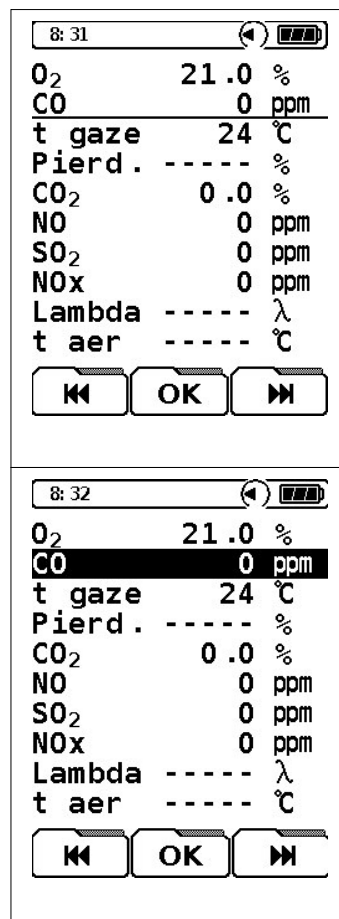 8:31
O₂ 21.0 %
CO 0 ppm
t gaze 24 °C
Pierd. ----- %
CO₂ 0.0 %
NO 0 ppm
SO₂ 0 ppm
NOx 0 ppm
Lambda ----- λ
t aer ----- °C
OK
8:32
O₂ 21.0 %
CO 0 ppm
t gaze 24 °C
Pierd. ----- %
CO₂ 0.0 %
NO 0 ppm
SO₂ 0 ppm
NOx 0 ppm
Lambda ----- λ
t aer ----- °C
OK